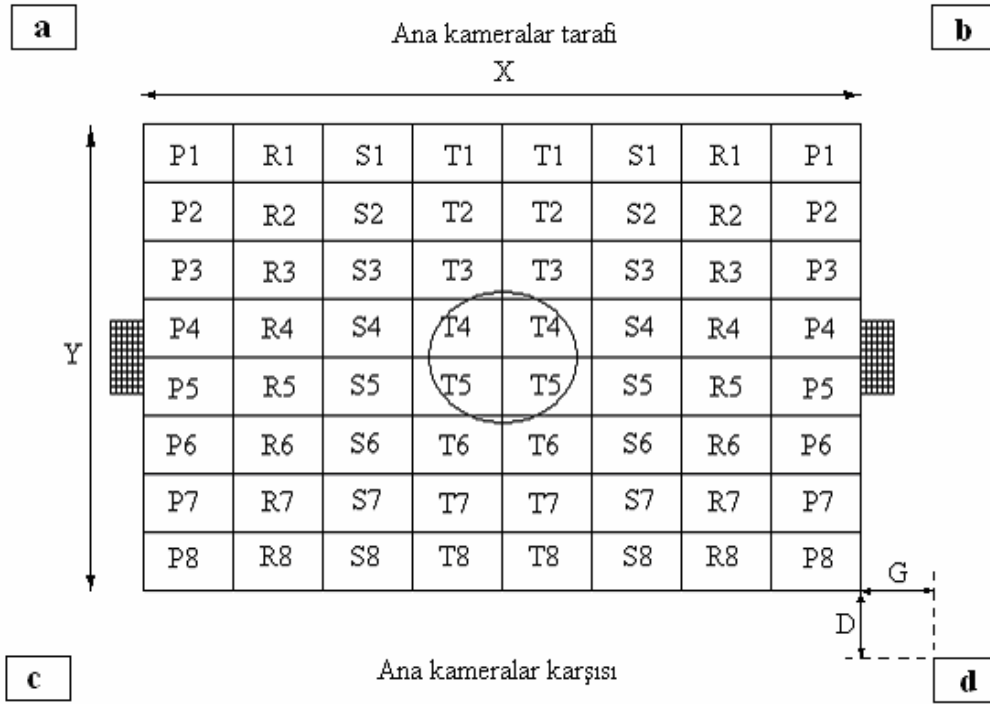 a b
Ana kameralar tarafi
X
P1 R1 S1 T1 T1 S1 R1 P1
P2 R2 S2 T2 T2 S2 R2 P2
P3 R3 S3 T3 T3 S3 R3 P3
Y P4 R4 S4 T4 T4 S4 R4 P4
P5 R5 S5 T5 T5 S5 R5 P5
P6 R6 S6 T6 T6 S6 R6 P6
P7 R7 S7 T7 T7 S7 R7 P7
P8 R8 S8 T8 T8 S8 R8 P8
G
D
Ana kameralar karşısı
c d